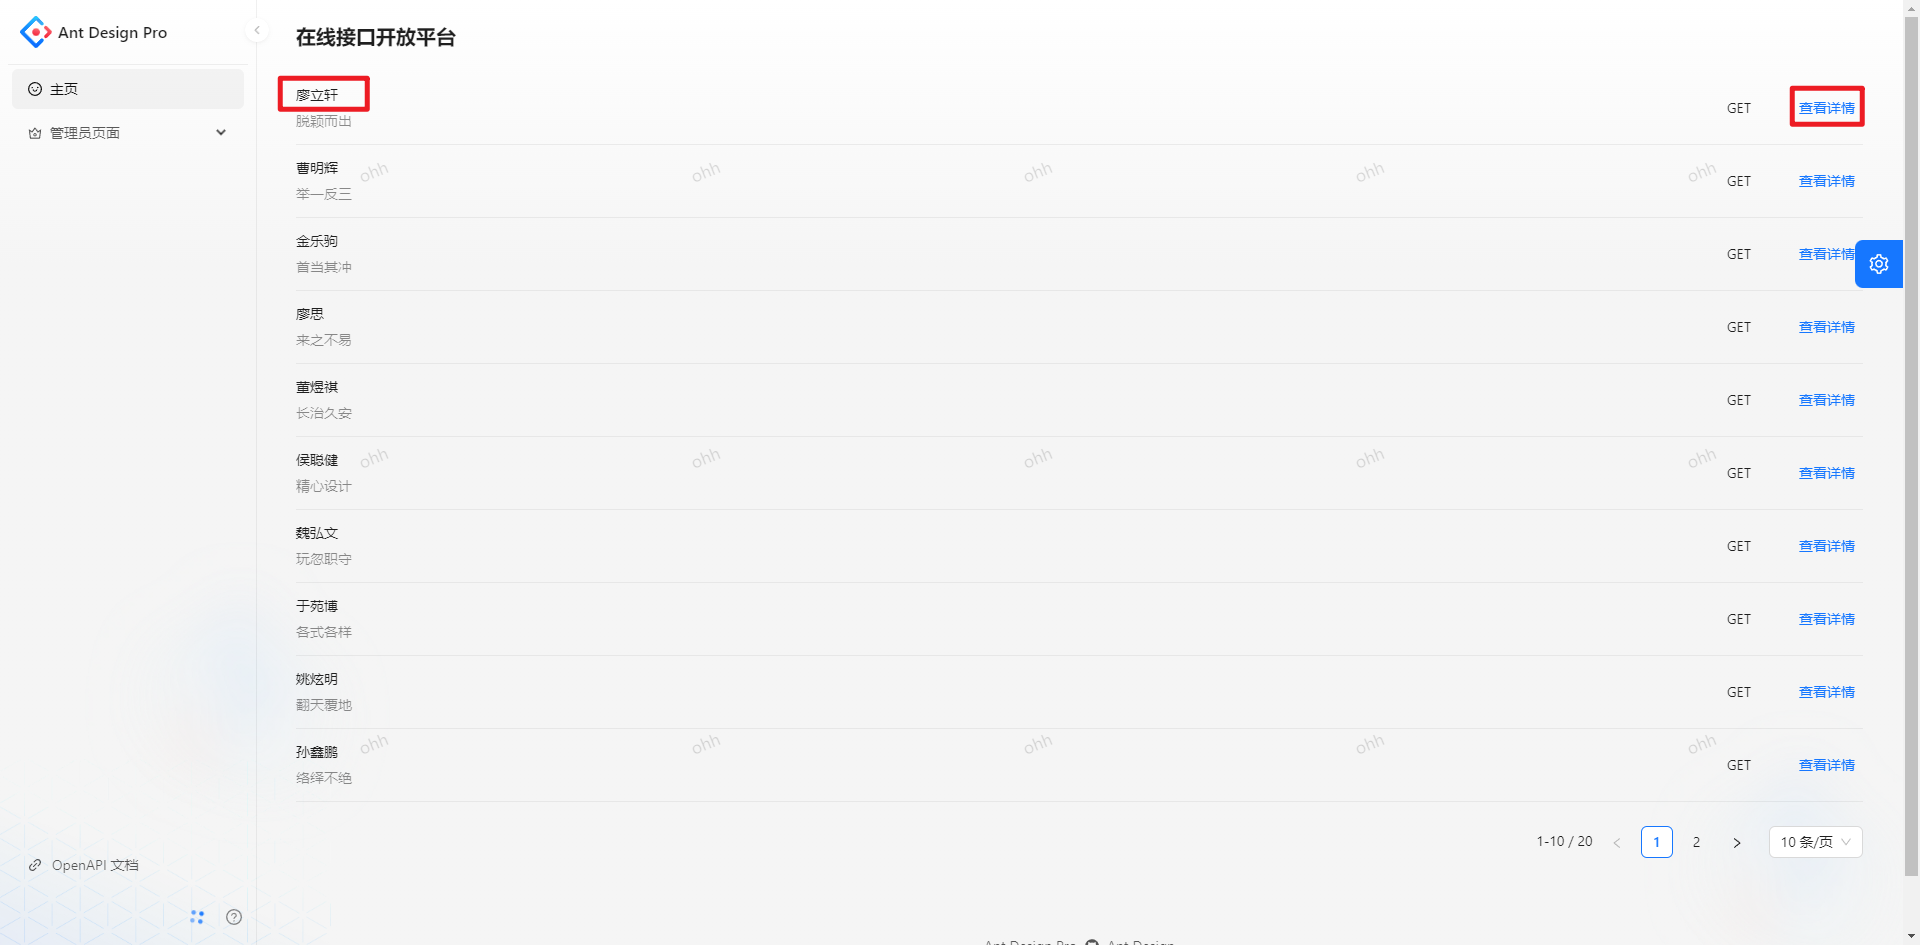 Ant Design Pro
主页
管理员页面
OpenAPI 文档
在线接口开放平台
廖立轩
脱颖而出
GET 查看详情
曹明辉
举一反三
GET 查看详情
金乐驹
首当其冲
GET 查看详情
廖思
来之不易
GET 查看详情
董煜祺
长治久安
GET 查看详情
侯聪健
精心设计
GET 查看详情
魏弘文
玩忽职守
GET 查看详情
于苑博
各式各样
GET 查看详情
姚炫明
翻天覆地
GET 查看详情
孙鑫鹏
络绎不绝
GET 查看详情
ohh ohh ohh ohh ohh
ohh ohh ohh ohh ohh
ohh ohh ohh ohh ohh
1-10 / 20 1 2 10 条/页
Ant Design Pro Ant Design